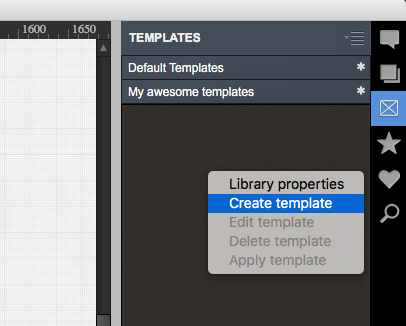 1600 1650
TEMPLATES
Default Templates ✱
My awesome templates ✱
Library properties
Create template
Edit template
Delete template
Apply template